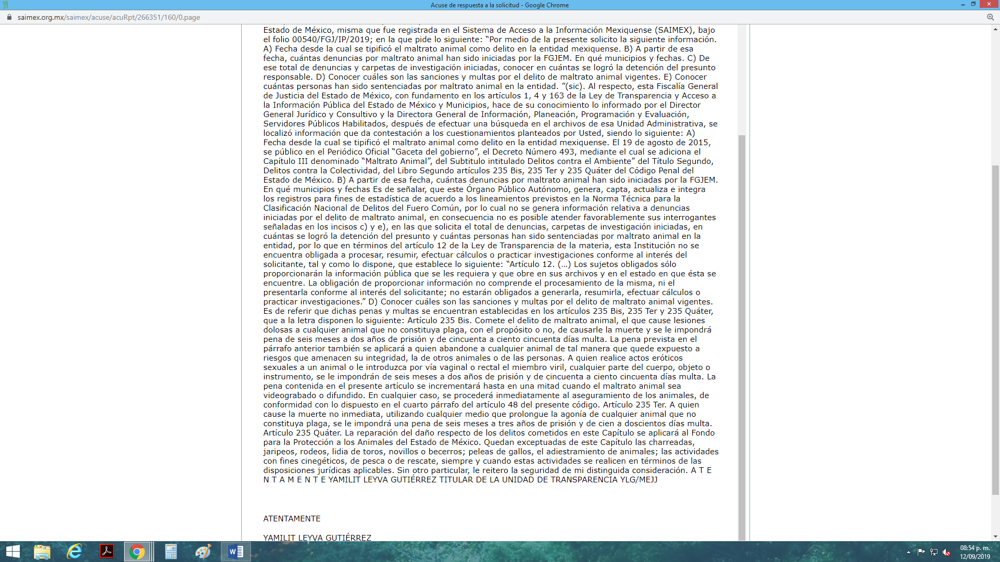 Acuse de respuesta a la solicitud - Google Chrome
saimex.org.mx/saimex/acuse/acuRpt/266351/160/0.page
Estado de México, misma que fue registrada en el Sistema de Acceso a la Información Mexiquense (SAIMEX), bajo
el folio 00540/FGJ/IP/2019; en la que pide lo siguiente: “Por medio de la presente solicito la siguiente información.
A) Fecha desde la cual se tipificó el maltrato animal como delito en la entidad mexiquense. B) A partir de esa
fecha, cuántas denuncias por maltrato animal han sido iniciadas por la FGJEM. En qué municipios y fechas. C) De
ese total de denuncias y carpetas de investigación iniciadas, conocer en cuántas se logró la detención del presunto
responsable. D) Conocer cuáles son las sanciones y multas por el delito de maltrato animal vigentes. E) Conocer
cuántas personas han sido sentenciadas por maltrato animal en la entidad. ”(sic). Al respecto, esta Fiscalía General
de Justicia del Estado de México, con fundamento en los artículos 1, 4 y 163 de la Ley de Transparencia y Acceso a
la Información Pública del Estado de México y Municipios, hace de su conocimiento lo informado por el Director
General Jurídico y Consultivo y la Directora General de Información, Planeación, Programación y Evaluación,
Servidores Públicos Habilitados, después de efectuar una búsqueda en el archivos de esa Unidad Administrativa, se
localizó información que da contestación a los cuestionamientos planteados por Usted, siendo lo siguiente: A)
Fecha desde la cual se tipificó el maltrato animal como delito en la entidad mexiquense. El 19 de agosto de 2015,
se público en el Periódico Oficial “Gaceta del gobierno”, el Decreto Número 493, mediante el cual se adiciona el
Capítulo III denominado “Maltrato Animal”, del Subtitulo intitulado Delitos contra el Ambiente” del Título Segundo,
Delitos contra la Colectividad, del Libro Segundo artículos 235 Bis, 235 Ter y 235 Quáter del Código Penal del
Estado de México. B) A partir de esa fecha, cuántas denuncias por maltrato animal han sido iniciadas por la FGJEM.
En qué municipios y fechas Es de señalar, que este Órgano Público Autónomo, genera, capta, actualiza e integra
los registros para fines de estadística de acuerdo a los lineamientos previstos en la Norma Técnica para la
Clasificación Nacional de Delitos del Fuero Común, por lo cual no se genera información relativa a denuncias
iniciadas por el delito de maltrato animal, en consecuencia no es posible atender favorablemente sus interrogantes
señaladas en los incisos c) y e), en las que solicita el total de denuncias, carpetas de investigación iniciadas, en
cuántas se logró la detención del presunto y cuántas personas han sido sentenciadas por maltrato animal en la
entidad, por lo que en términos del artículo 12 de la Ley de Transparencia de la materia, esta Institución no se
encuentra obligada a procesar, resumir, efectuar cálculos o practicar investigaciones conforme al interés del
solicitante, tal y como lo dispone, que establece lo siguiente: “Artículo 12. (…) Los sujetos obligados sólo
proporcionarán la información pública que se les requiera y que obre en sus archivos y en el estado en que ésta se
encuentre. La obligación de proporcionar información no comprende el procesamiento de la misma, ni el
presentarla conforme al interés del solicitante; no estarán obligados a generarla, resumirla, efectuar cálculos o
practicar investigaciones.” D) Conocer cuáles son las sanciones y multas por el delito de maltrato animal vigentes.
Es de referir que dichas penas y multas se encuentran establecidas en los artículos 235 Bis, 235 Ter y 235 Quáter,
que a la letra disponen lo siguiente: Artículo 235 Bis. Comete el delito de maltrato animal, el que cause lesiones
dolosas a cualquier animal que no constituya plaga, con el propósito o no, de causarle la muerte y se le impondrá
pena de seis meses a dos años de prisión y de cincuenta a ciento cincuenta días multa. La pena prevista en el
párrafo anterior también se aplicará a quien abandone a cualquier animal de tal manera que quede expuesto a
riesgos que amenacen su integridad, la de otros animales o de las personas. A quien realice actos eróticos
sexuales a un animal o le introduzca por vía vaginal o rectal el miembro viril, cualquier parte del cuerpo, objeto o
instrumento, se le impondrán de seis meses a dos años de prisión y de cincuenta a ciento cincuenta días multa. La
pena contenida en el presente artículo se incrementará hasta en una mitad cuando el maltrato animal sea
videograbado o difundido. En cualquier caso, se procederá inmediatamente al aseguramiento de los animales, de
conformidad con lo dispuesto en el cuarto párrafo del artículo 48 del presente código. Artículo 235 Ter. A quien
cause la muerte no inmediata, utilizando cualquier medio que prolongue la agonía de cualquier animal que no
constituya plaga, se le impondrá una pena de seis meses a tres años de prisión y de cien a doscientos días multa.
Artículo 235 Quáter. La reparación del daño respecto de los delitos cometidos en este Capítulo se aplicará al Fondo
para la Protección a los Animales del Estado de México. Quedan exceptuadas de este Capítulo las charreadas,
jaripeos, rodeos, lidia de toros, novillos o becerros; peleas de gallos, el adiestramiento de animales; las actividades
con fines cinegéticos, de pesca o de rescate, siempre y cuando estas actividades se realicen en términos de las
disposiciones jurídicas aplicables. Sin otro particular, le reitero la seguridad de mi distinguida consideración. A T E
N T A M E N T E YAMILIT LEYVA GUTIÉRREZ TITULAR DE LA UNIDAD DE TRANSPARENCIA YLG/MEJJ
ATENTAMENTE
YAMILIT LEYVA GUTIÉRREZ
08:54 p. m.
12/09/2019